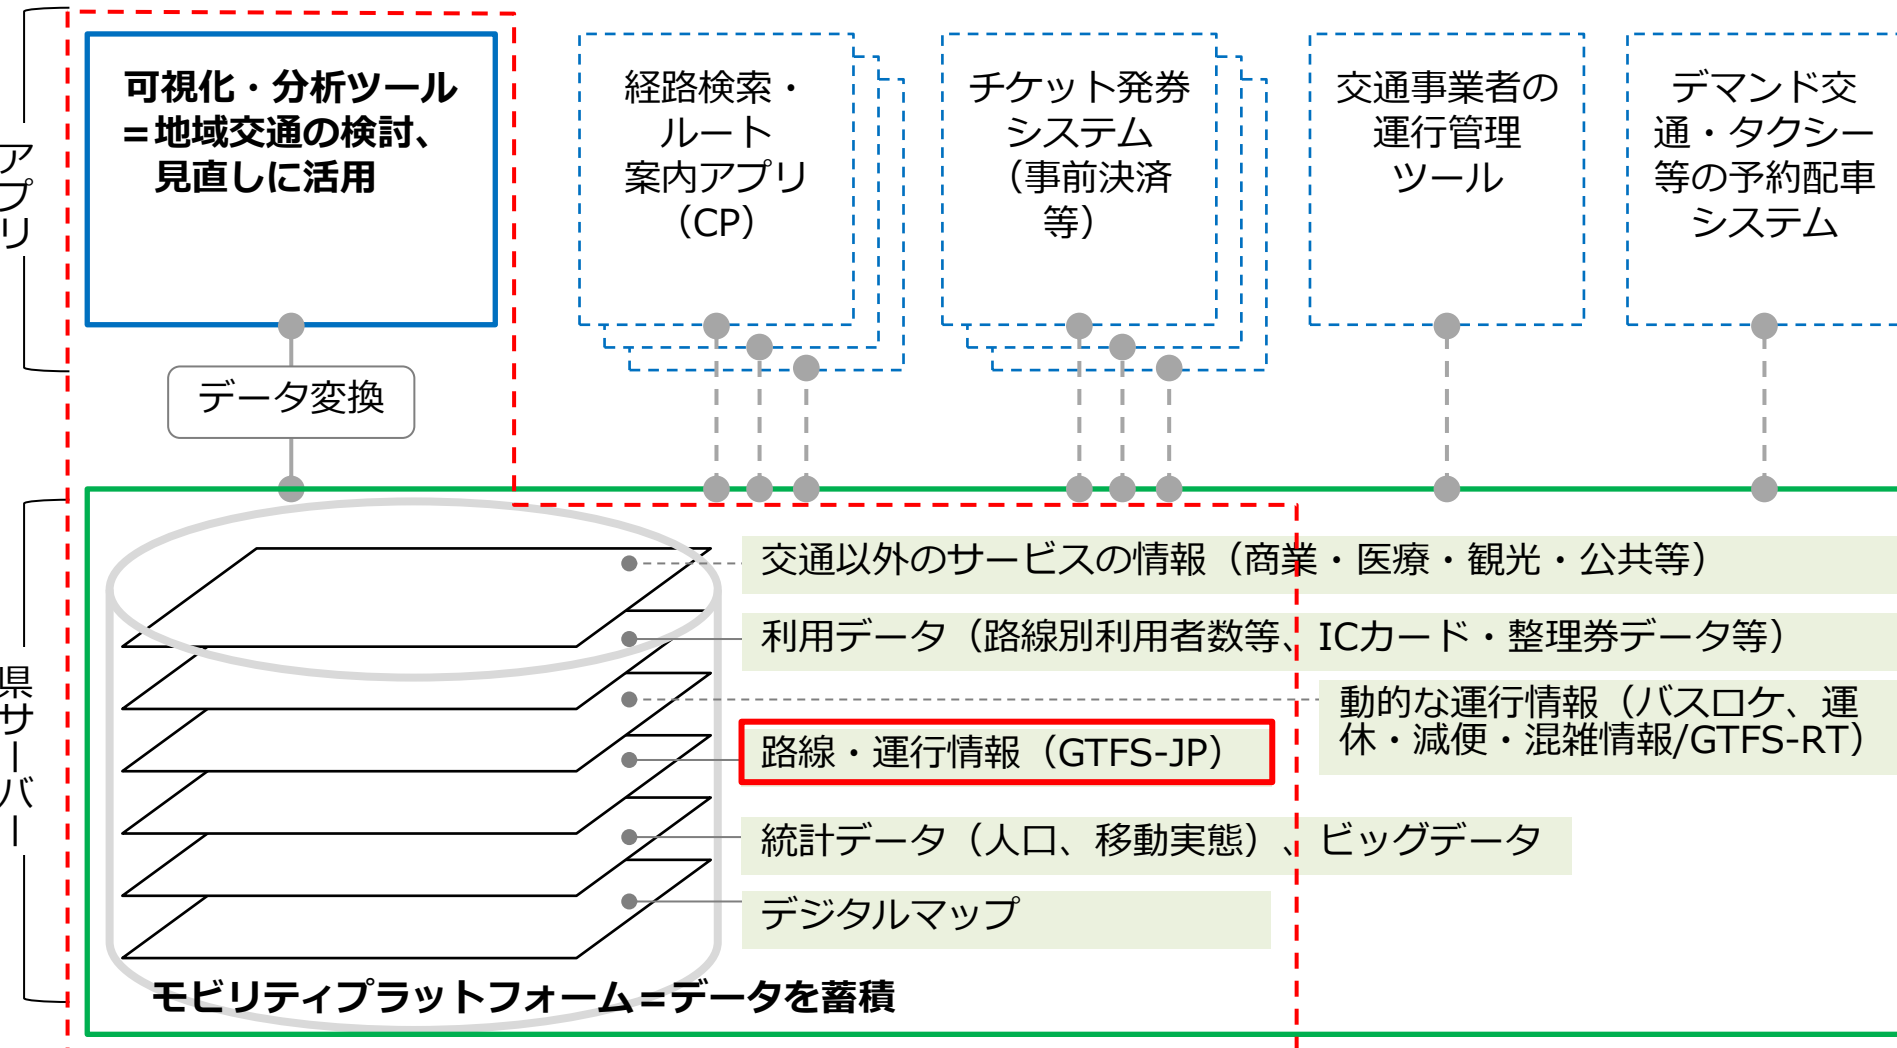 アプリ
可視化・分析ツール
＝地域交通の検討、
見直しに活用
経路検索・
ルート
案内アプリ
（CP）
チケット発券
システム
（事前決済
等）
交通事業者の
運行管理
ツール
デマンド交
通・タクシー
等の予約配車
システム
データ変換
県サーバー
交通以外のサービスの情報（商業・医療・観光・公共等）
利用データ（路線別利用者数等、ICカード・整理券データ等）
動的な運行情報（バスロケ、運
休・減便・混雑情報/GTFS-RT）
路線・運行情報（GTFS-JP）
統計データ（人口、移動実態）、ビッグデータ
デジタルマップ
モビリティプラットフォーム＝データを蓄積